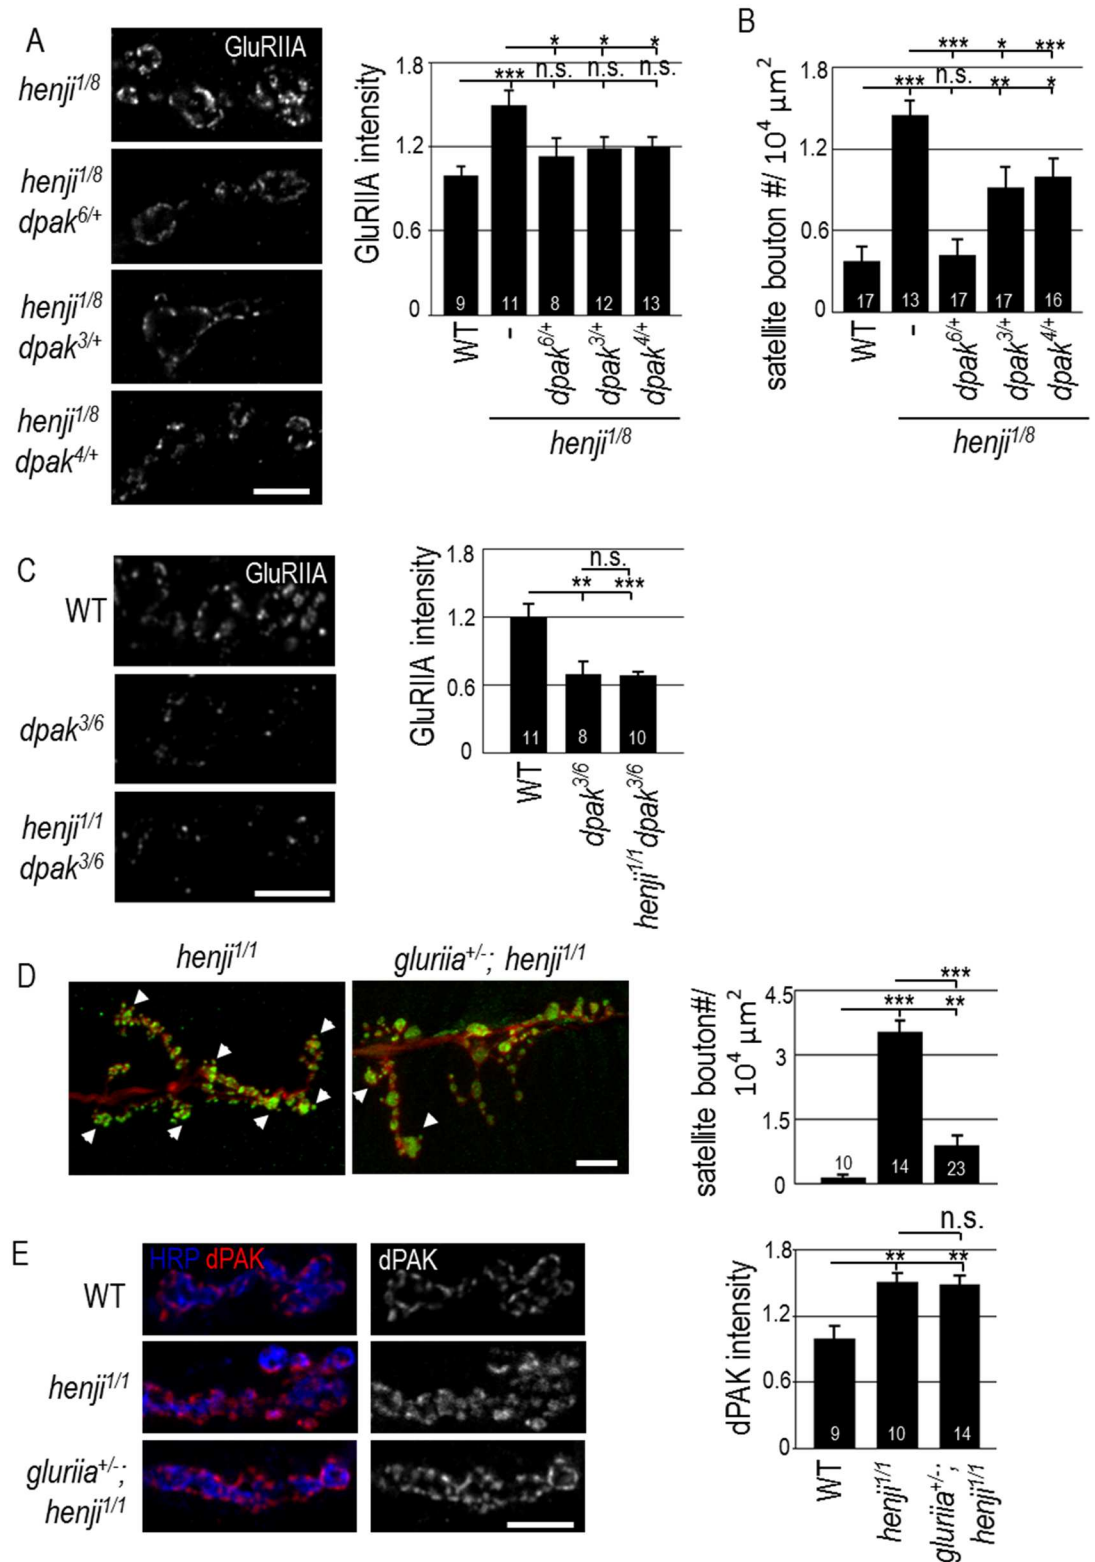 A
GluRIIA
henji1/8
henji1/8
dpak6/+
henji1/8
dpak3/+
henji1/8
dpak4/+
GluRIIA intensity
* * *
*** n.s. n.s. n.s.
1.8
1.2
0.6
0
9 11 8 12 13
WT - dpak6/+ dpak3/+ dpak4/+
henji1/8
B
satellite bouton #/ 10⁴ µm²
*** * ***
*** n.s. ** *
1.8
1.2
0.6
0
17 13 17 17 16
WT - dpak6/+ dpak3/+ dpak4/+
henji1/8
C
GluRIIA
WT
dpak3/6
henji1/1
dpak3/6
GluRIIA intensity
n.s.
** ***
1.8
1.2
0.6
0
11 8 10
WT dpak3/6 henji1/1 dpak3/6
D
henji1/1 gluriia+/-; henji1/1
satellite bouton#/
10⁴ µm²
***
*** **
4.5
3
1.5
0
10 14 23
E
HRP dPAK dPAK
WT
henji1/1
gluriia+/-;
henji1/1
dPAK intensity
n.s.
** **
1.8
1.2
0.6
0
9 10 14
WT henji1/1 gluriia+/-;
henji1/1